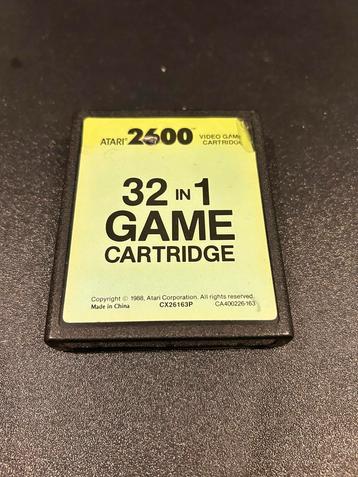 ATARI 2600 VIDEO GAME
CARTRIDGE
32 IN 1
GAME
CARTRIDGE
Copyright © 1988, Atari Corporation. All rights reserved.
Made in China CX26163P CA400226-163